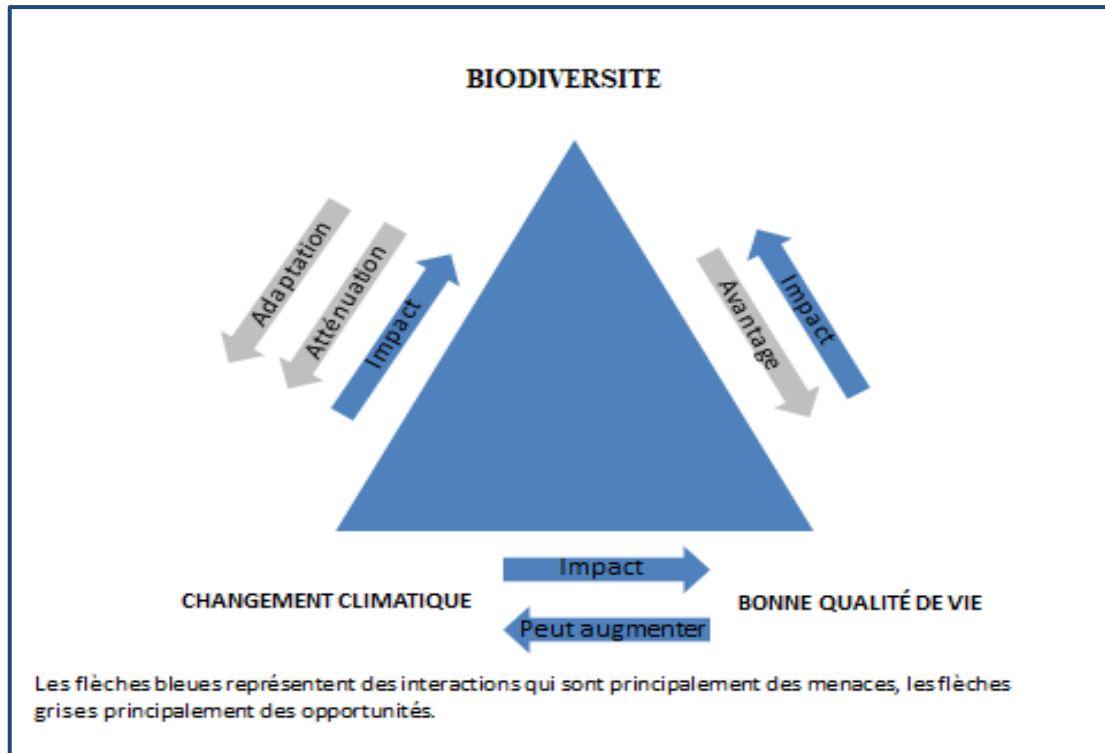 BIODIVERSITE
Adaptation
Atténuation
Impact
Avantage
Impact
Impact
CHANGEMENT CLIMATIQUE
BONNE QUALITÉ DE VIE
Peut augmenter
Les flèches bleues représentent des interactions qui sont principalement des menaces, les flèches
grises principalement des opportunités.